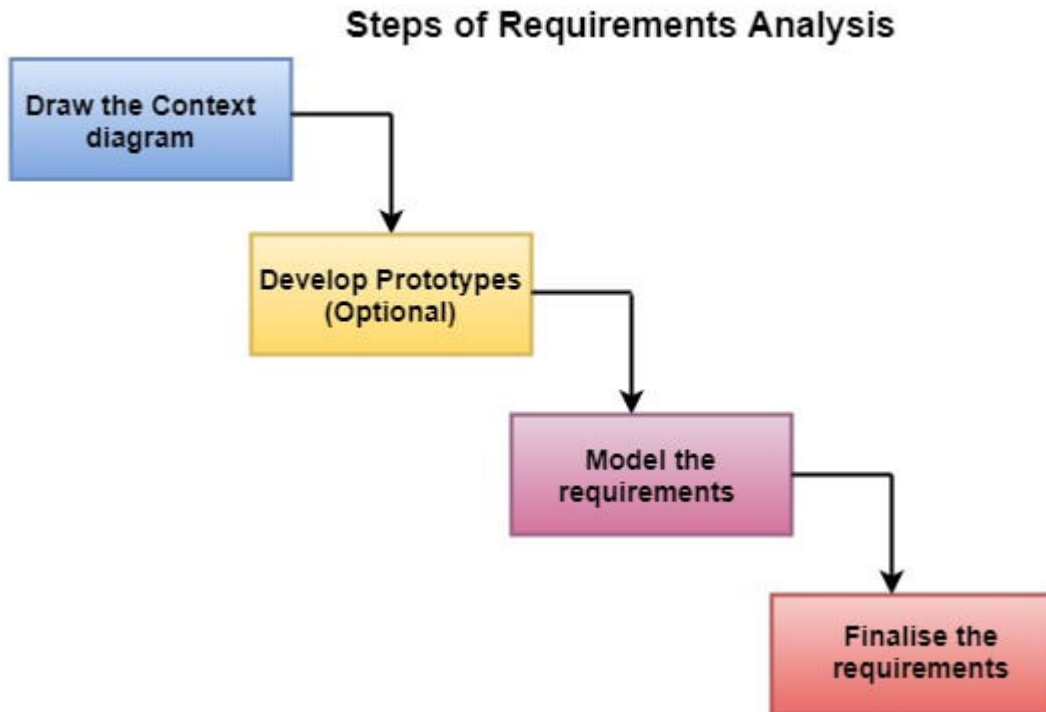 Steps of Requirements Analysis
Draw the Context
diagram
Develop Prototypes
(Optional)
Model the
requirements
Finalise the
requirements